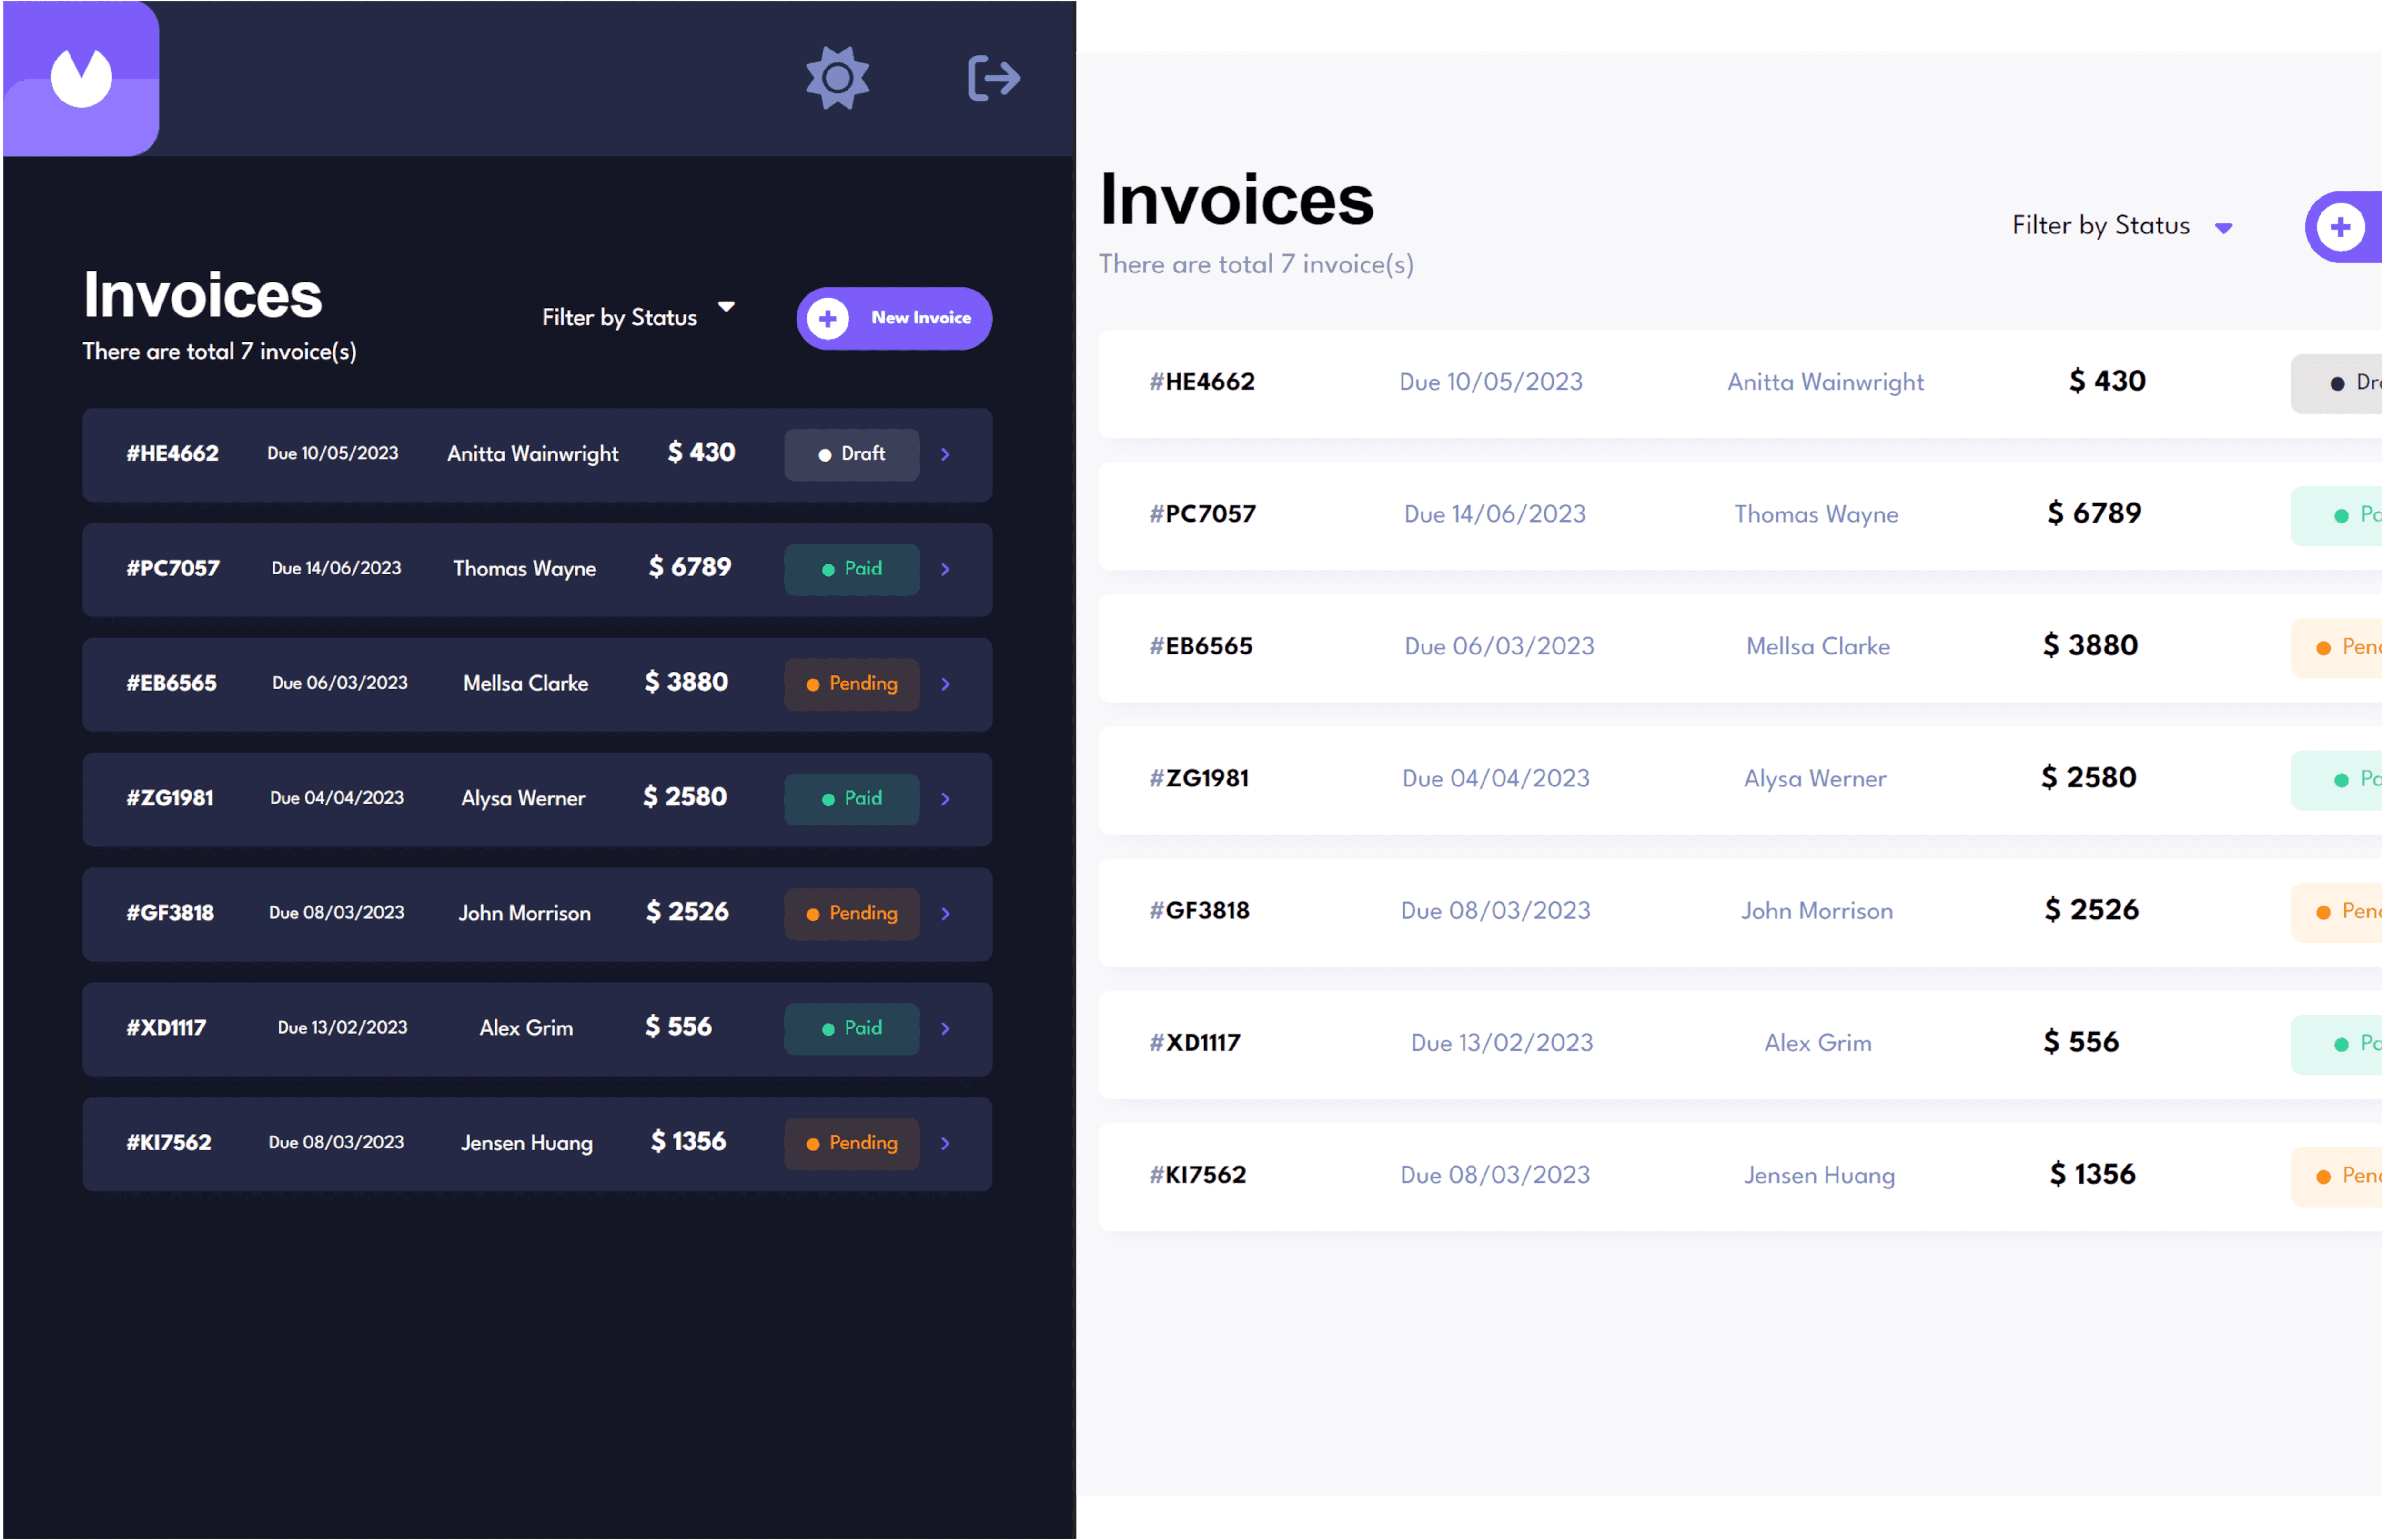 Invoices
There are total 7 invoice(s)
Filter by Status
New Invoice
#HE4662 Due 10/05/2023 Anitta Wainwright $ 430 Draft
#PC7057 Due 14/06/2023 Thomas Wayne $ 6789 Paid
#EB6565 Due 06/03/2023 Mellsa Clarke $ 3880 Pending
#ZG1981 Due 04/04/2023 Alysa Werner $ 2580 Paid
#GF3818 Due 08/03/2023 John Morrison $ 2526 Pending
#XD1117 Due 13/02/2023 Alex Grim $ 556 Paid
#KI7562 Due 08/03/2023 Jensen Huang $ 1356 Pending
Invoices
There are total 7 invoice(s)
Filter by Status
#HE4662 Due 10/05/2023 Anitta Wainwright $ 430
#PC7057 Due 14/06/2023 Thomas Wayne $ 6789
#EB6565 Due 06/03/2023 Mellsa Clarke $ 3880
#ZG1981 Due 04/04/2023 Alysa Werner $ 2580
#GF3818 Due 08/03/2023 John Morrison $ 2526
#XD1117 Due 13/02/2023 Alex Grim $ 556
#KI7562 Due 08/03/2023 Jensen Huang $ 1356